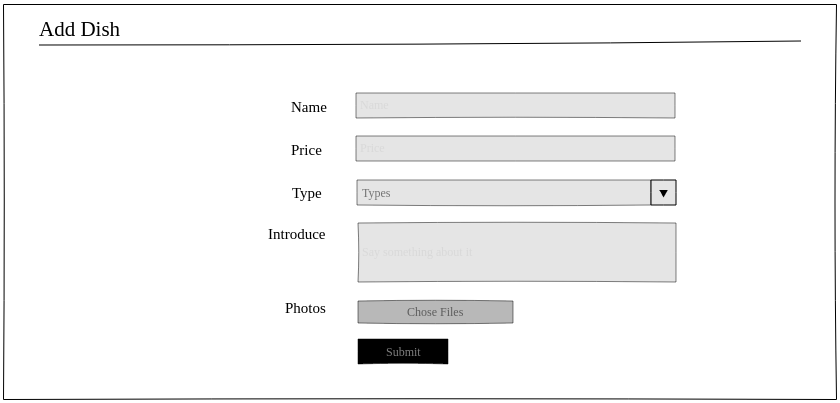 Add Dish
Name Name
Price Price
Type Types
Introduce
Say something about it
Photos Chose Files
Submit